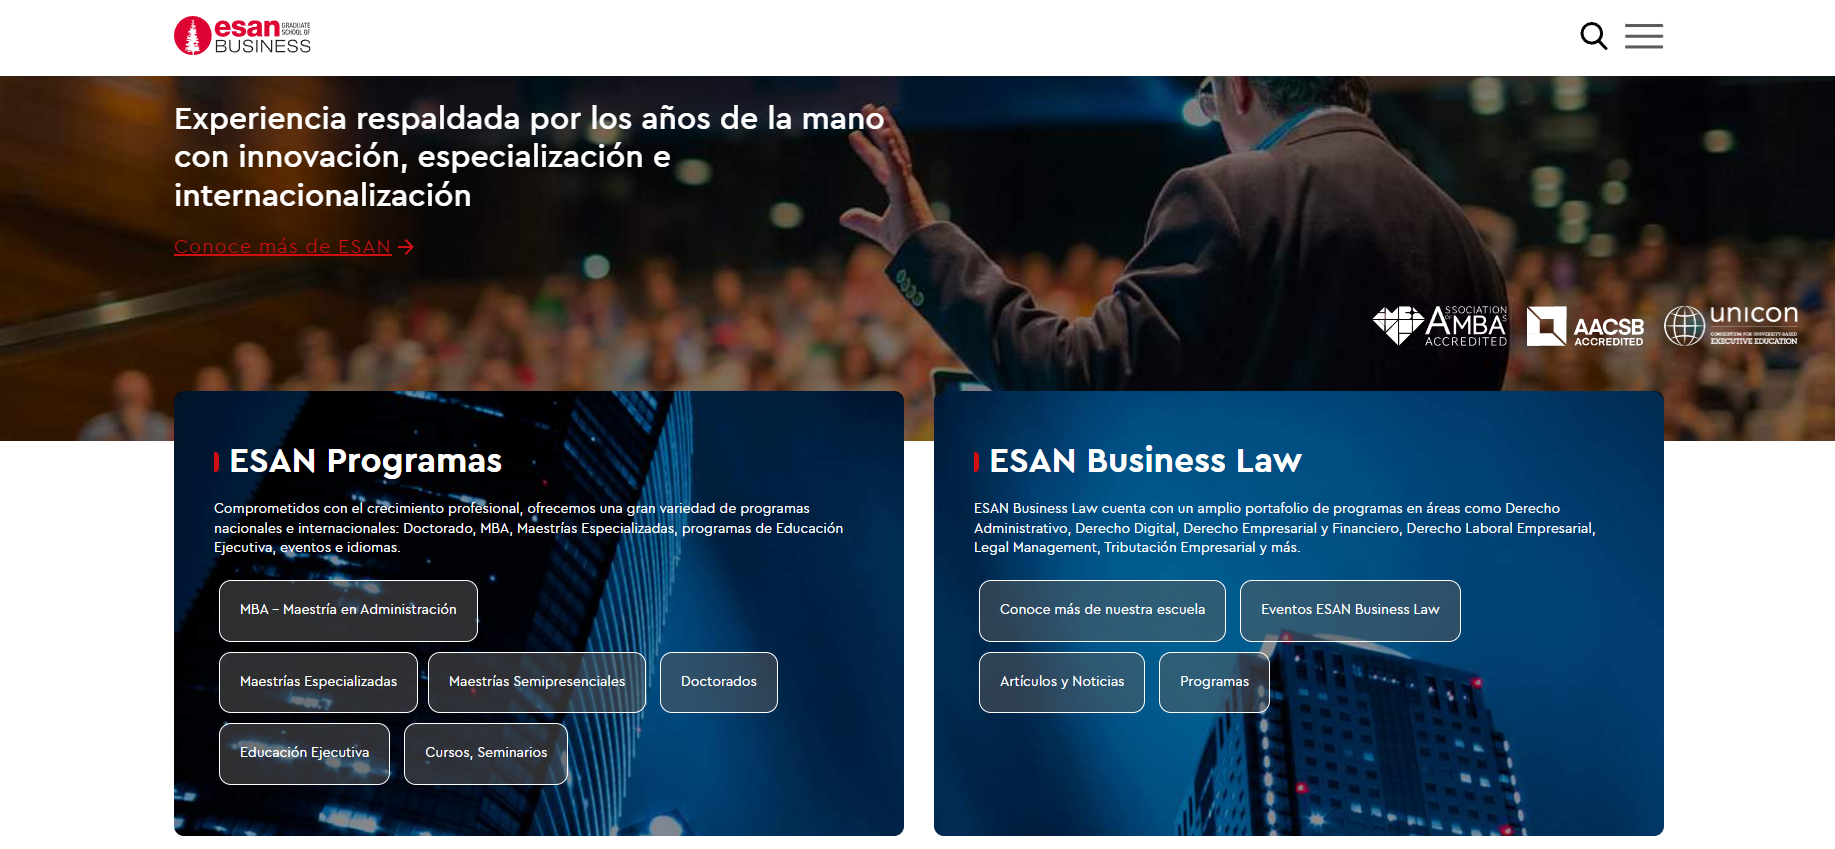 esan GRADUATE SCHOOL OF BUSINESS
Experiencia respaldada por los años de la mano
con innovación, especialización e
internacionalización
Conoce más de ESAN →
ASSOCIATION OF AMBAs ACCREDITED
AACSB ACCREDITED
unicon
CONSORTIUM FOR UNIVERSITY-BASED
EXECUTIVE EDUCATION
ESAN Programas
Comprometidos con el crecimiento profesional, ofrecemos una gran variedad de programas
nacionales e internacionales: Doctorado, MBA, Maestrías Especializadas, programas de Educación
Ejecutiva, eventos e idiomas.
MBA – Maestría en Administración
Maestrías Especializadas
Maestrías Semipresenciales
Doctorados
Educación Ejecutiva
Cursos, Seminarios
ESAN Business Law
ESAN Business Law cuenta con un amplio portafolio de programas en áreas como Derecho
Administrativo, Derecho Digital, Derecho Empresarial y Financiero, Derecho Laboral Empresarial,
Legal Management, Tributación Empresarial y más.
Conoce más de nuestra escuela
Eventos ESAN Business Law
Artículos y Noticias
Programas